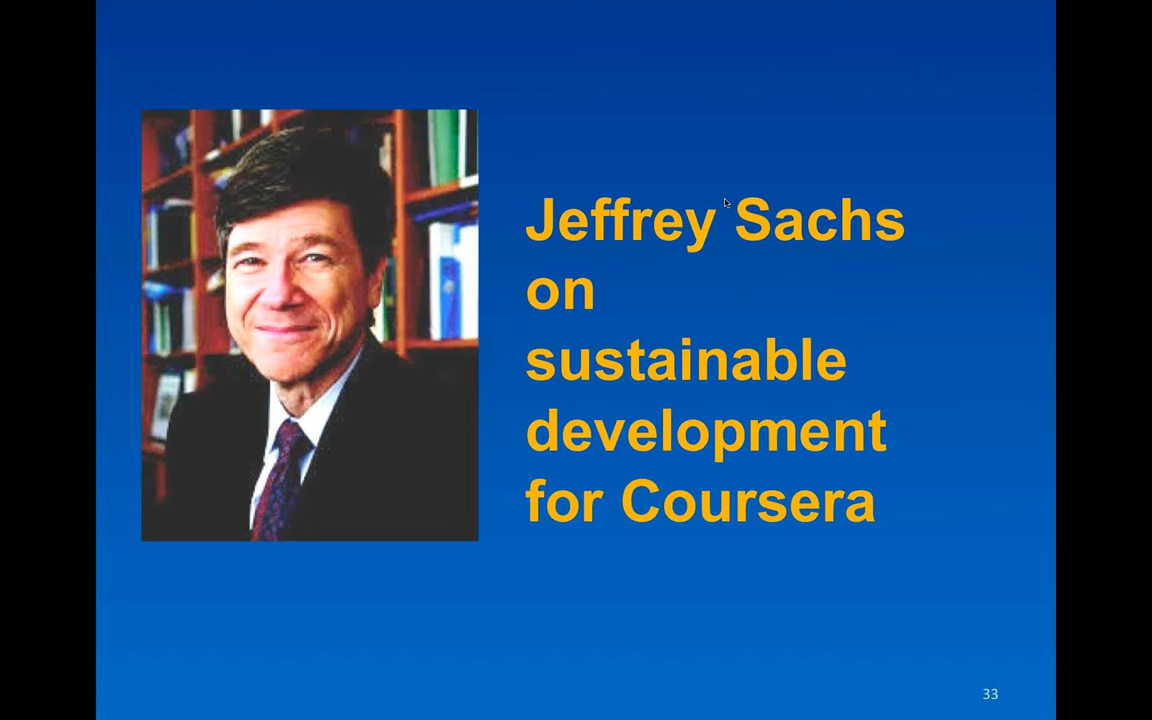 Jeffrey Sachs
on
sustainable
development
for Coursera
33